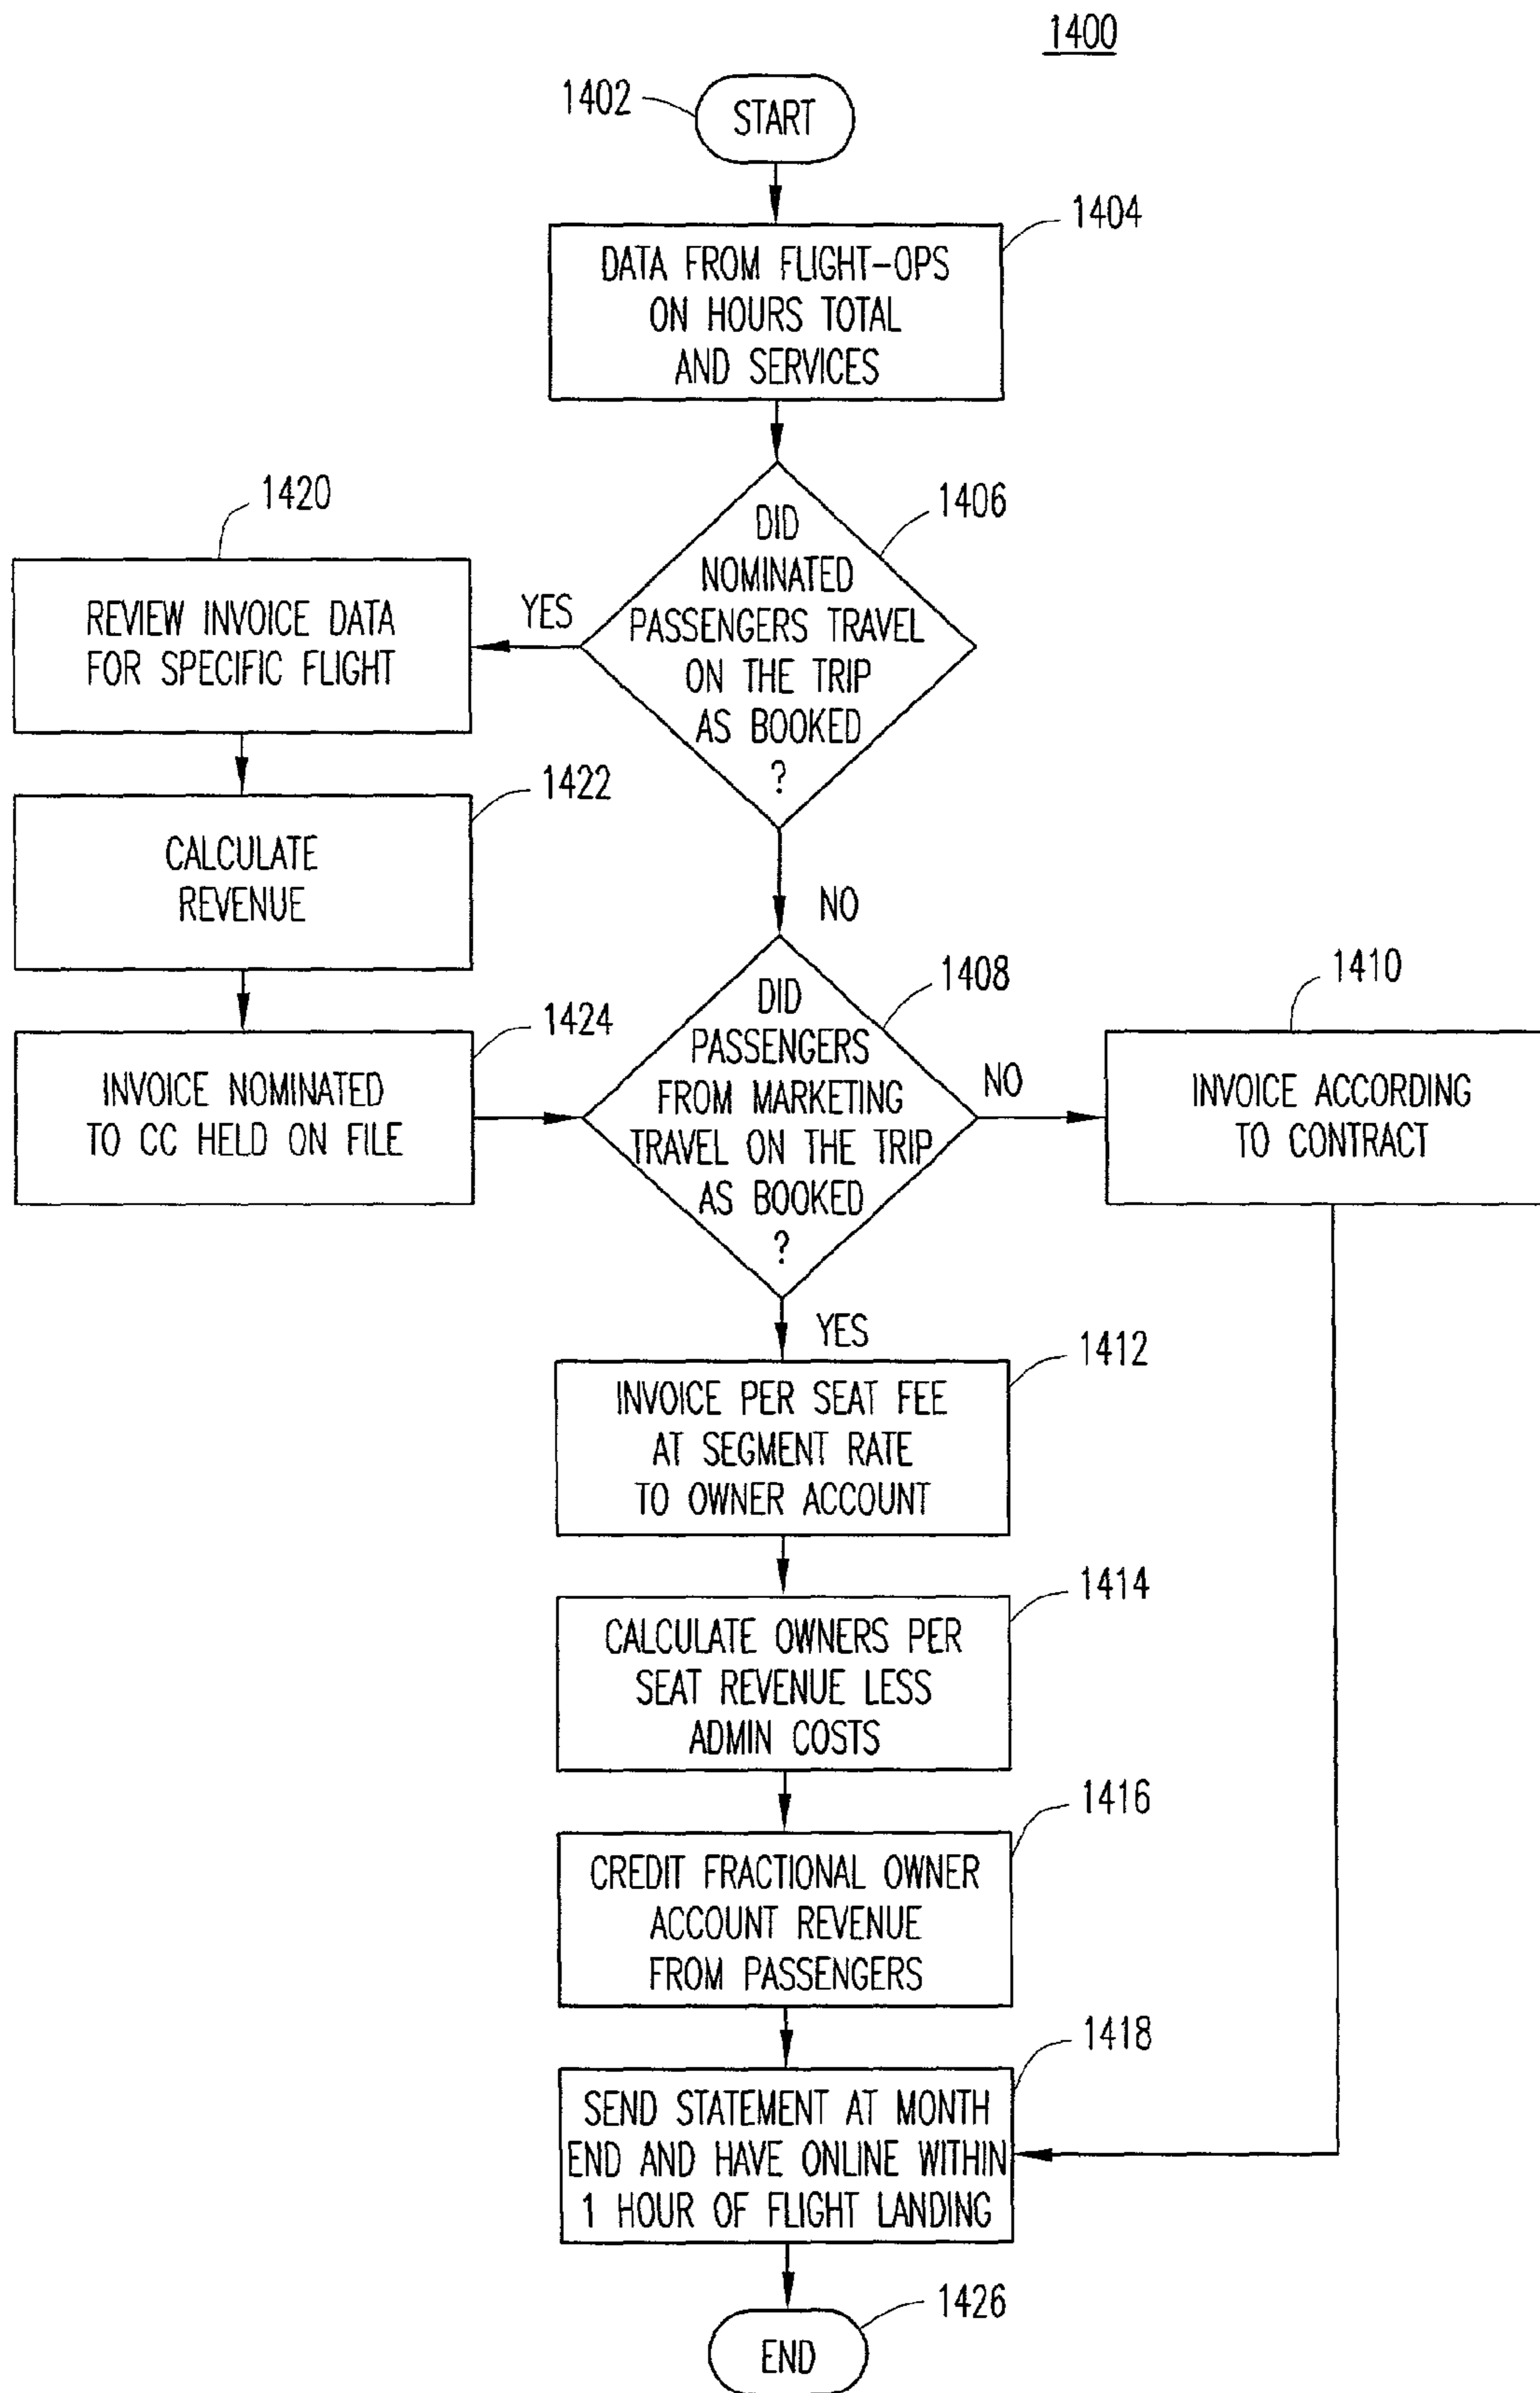 1400
1402
START
1404
DATA FROM FLIGHT-OPS
ON HOURS TOTAL
AND SERVICES
1406
DID
NOMINATED
PASSENGERS TRAVEL
ON THE TRIP
AS BOOKED
?
YES
1420
REVIEW INVOICE DATA
FOR SPECIFIC FLIGHT
1422
CALCULATE
REVENUE
1424
INVOICE NOMINATED
TO CC HELD ON FILE
NO
1408
DID
PASSENGERS
FROM MARKETING
TRAVEL ON THE TRIP
AS BOOKED
?
NO
1410
INVOICE ACCORDING
TO CONTRACT
YES
1412
INVOICE PER SEAT FEE
AT SEGMENT RATE
TO OWNER ACCOUNT
1414
CALCULATE OWNERS PER
SEAT REVENUE LESS
ADMIN COSTS
1416
CREDIT FRACTIONAL OWNER
ACCOUNT REVENUE
FROM PASSENGERS
1418
SEND STATEMENT AT MONTH
END AND HAVE ONLINE WITHIN
1 HOUR OF FLIGHT LANDING
1426
END